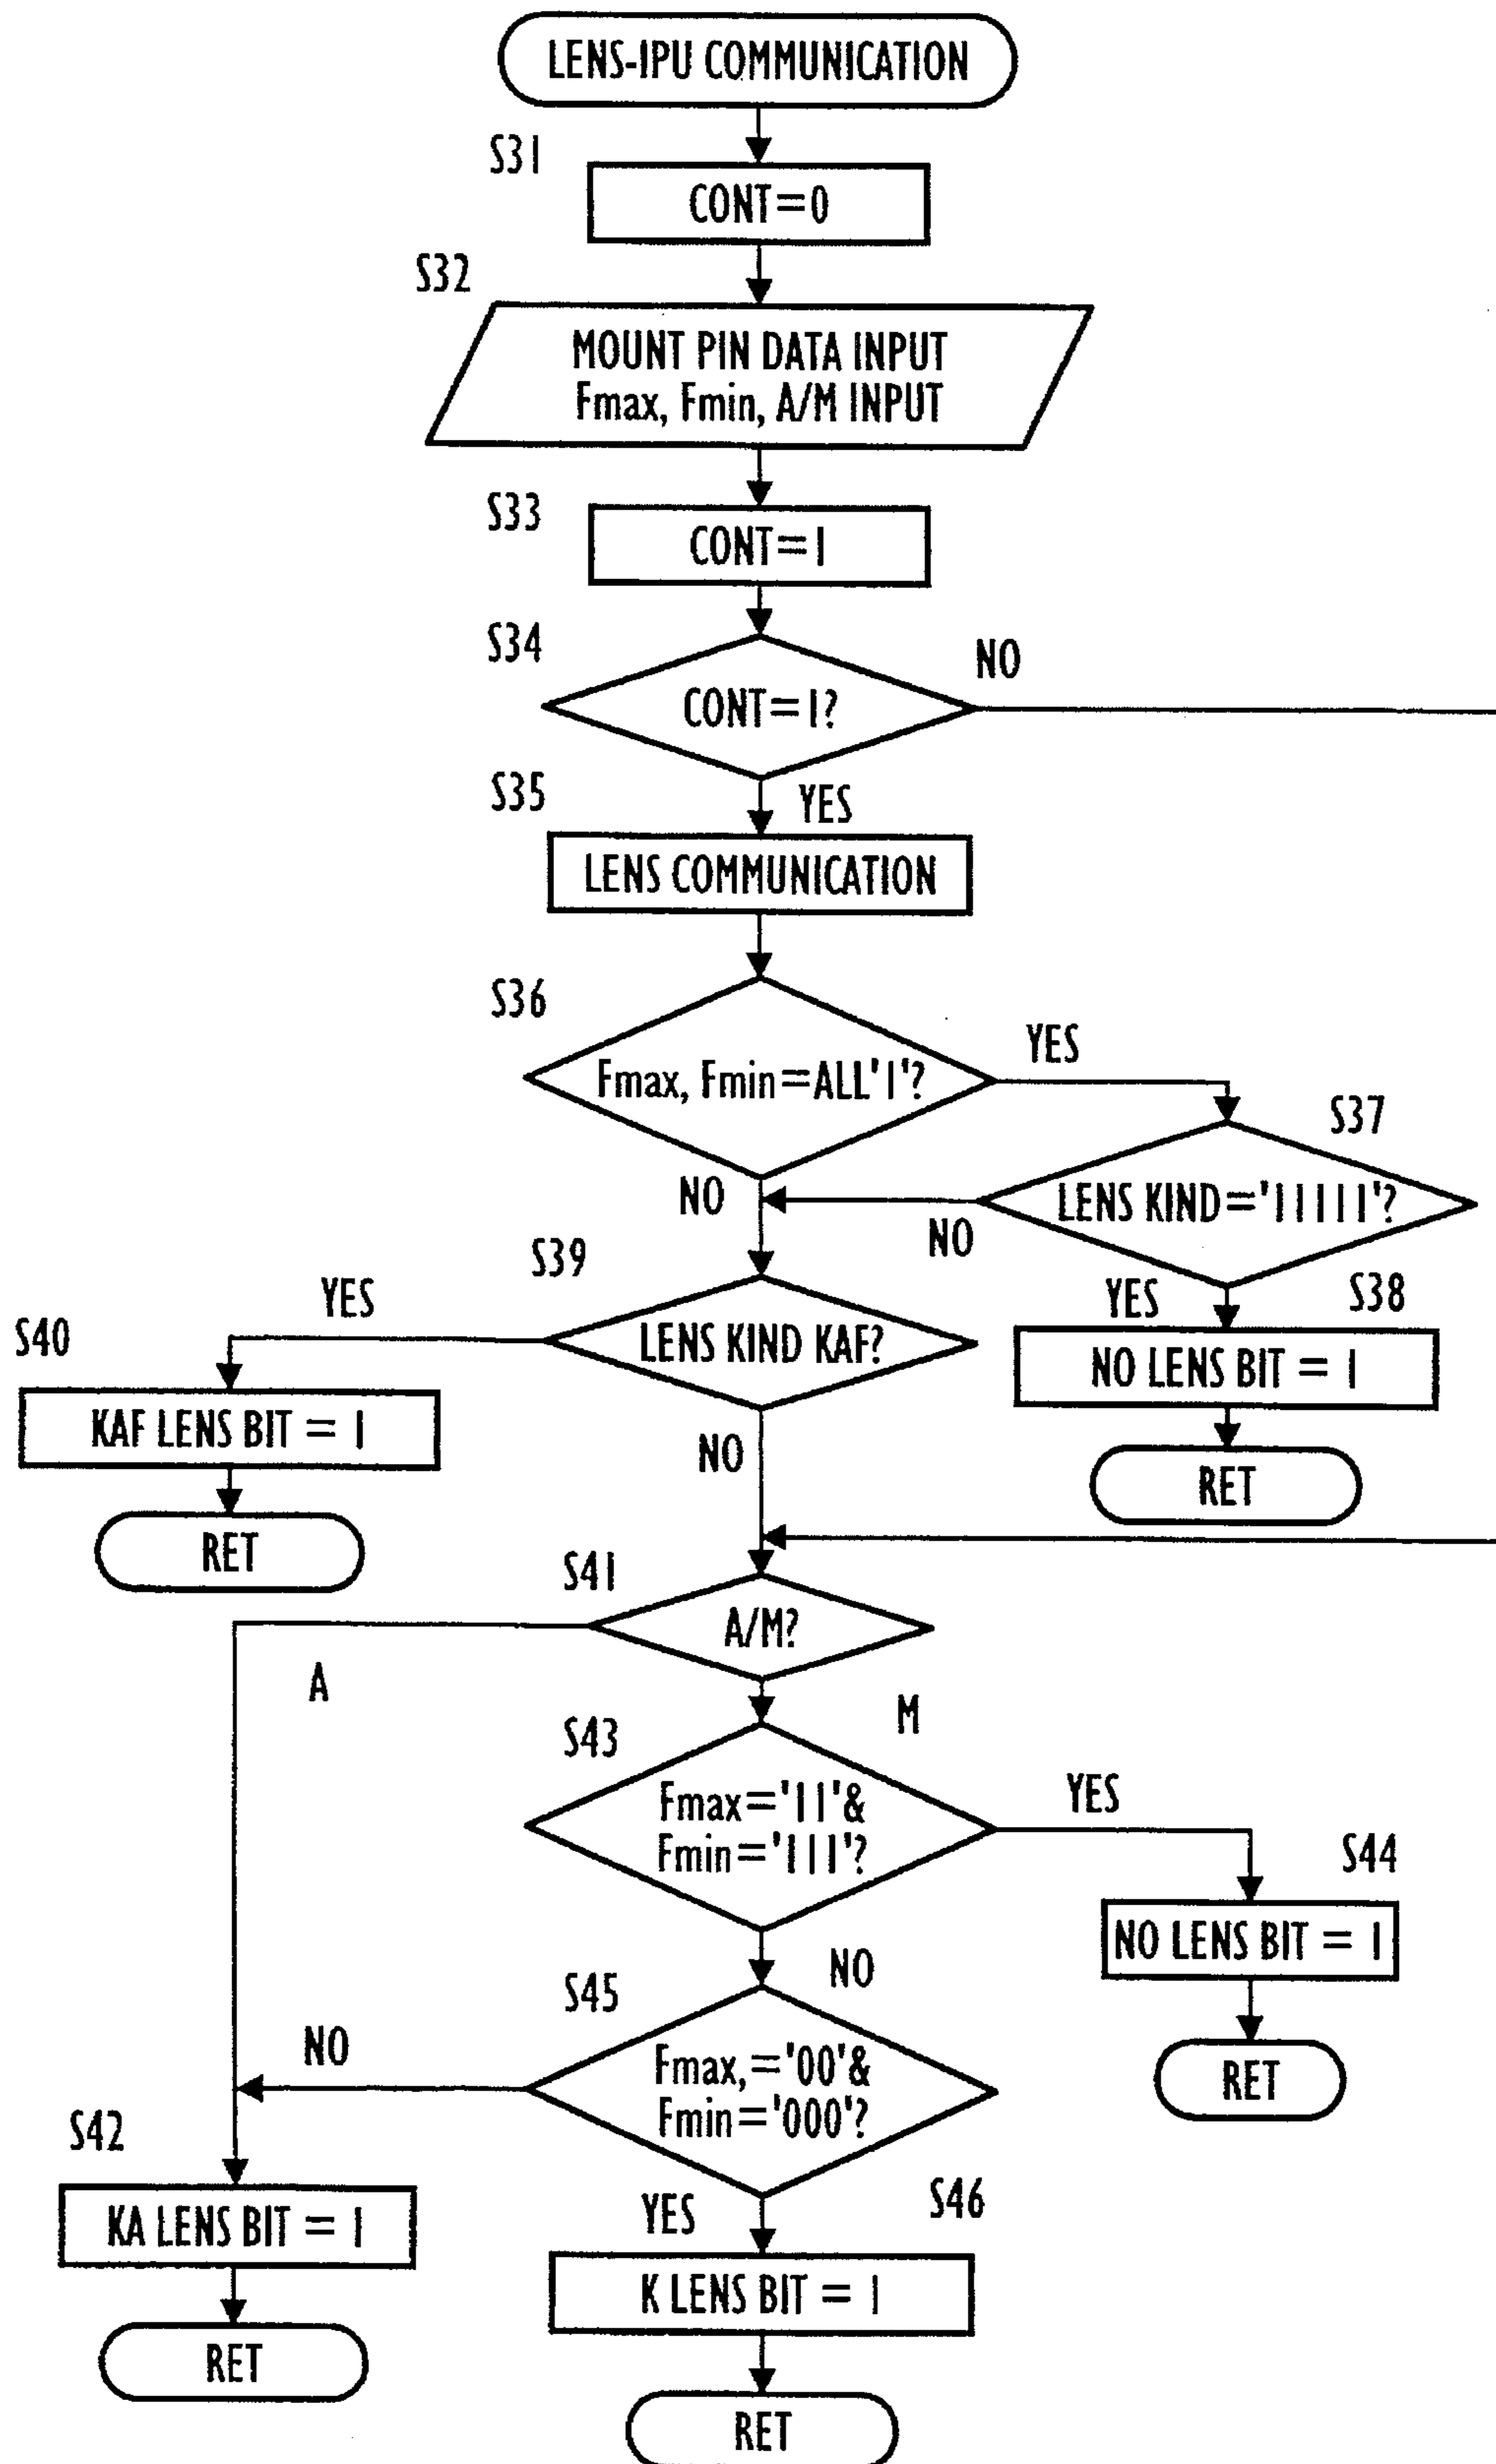 LENS-IPU COMMUNICATION
S31
CONT=0
S32
MOUNT PIN DATA INPUT
Fmax, Fmin, A/M INPUT
S33
CONT=1
S34
NO
CONT=1?
S35
YES
LENS COMMUNICATION
S36
YES
Fmax, Fmin=ALL'1'?
S37
LENS KIND='11111'?
NO
NO
S39
YES
S38
YES
S40
LENS KIND KAF?
NO LENS BIT = 1
KAF LENS BIT = 1
NO
RET
RET
S41
A/M?
A
M
S43
YES
Fmax='11'&
Fmin='111'?
S44
NO LENS BIT = 1
NO
S45
NO
Fmax,='00'&
Fmin='000'?
RET
S42
S46
YES
KA LENS BIT = 1
K LENS BIT = 1
RET
RET